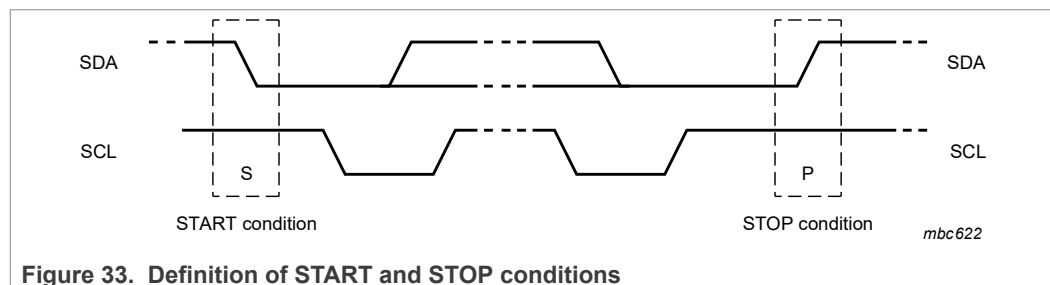 SDA SDA
SCL SCL
S P
START condition STOP condition
mbc622
Figure 33. Definition of START and STOP conditions